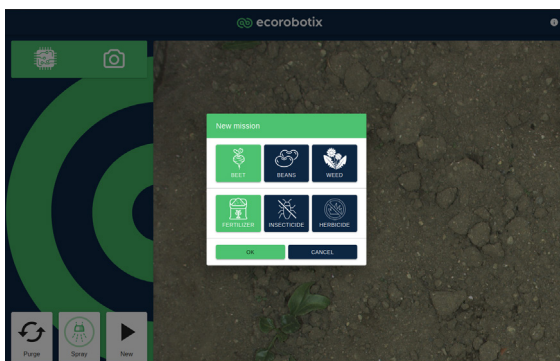 ecorobotix
New mission
BEET BEANS WEED
FERTILIZER INSECTICIDE HERBICIDE
OK CANCEL
Purge Spray New